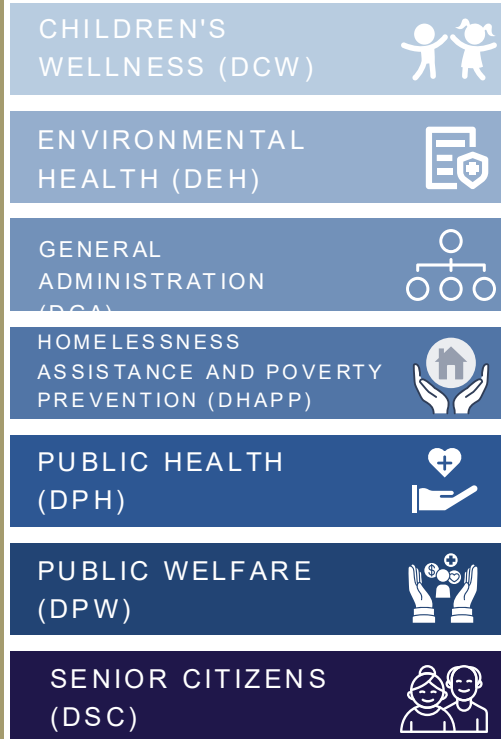 CHILDREN'S
WELLNESS (DCW)
ENVIRONMENTAL
HEALTH (DEH)
GENERAL
ADMINISTRATION
HOMELESSNESS
ASSISTANCE AND POVERTY
PREVENTION (DHAPP)
PUBLIC HEALTH
(DPH)
PUBLIC WELFARE
(DPW)
SENIOR CITIZENS
(DSC)